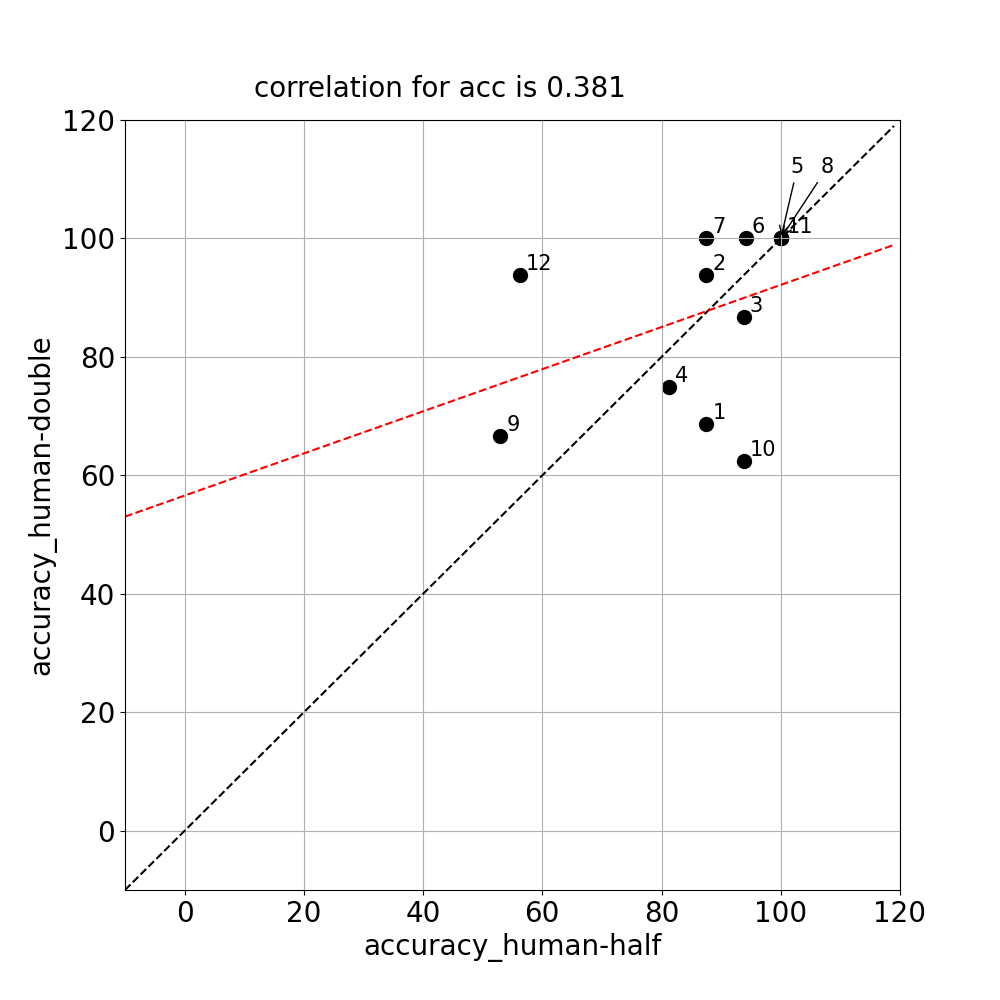 correlation for acc is 0.381
120
100
80
60
40
20
0
accuracy_human-double
5 8
7 6 11
12 2
3
4
1
9
10
0 20 40 60 80 100 120
accuracy_human-half